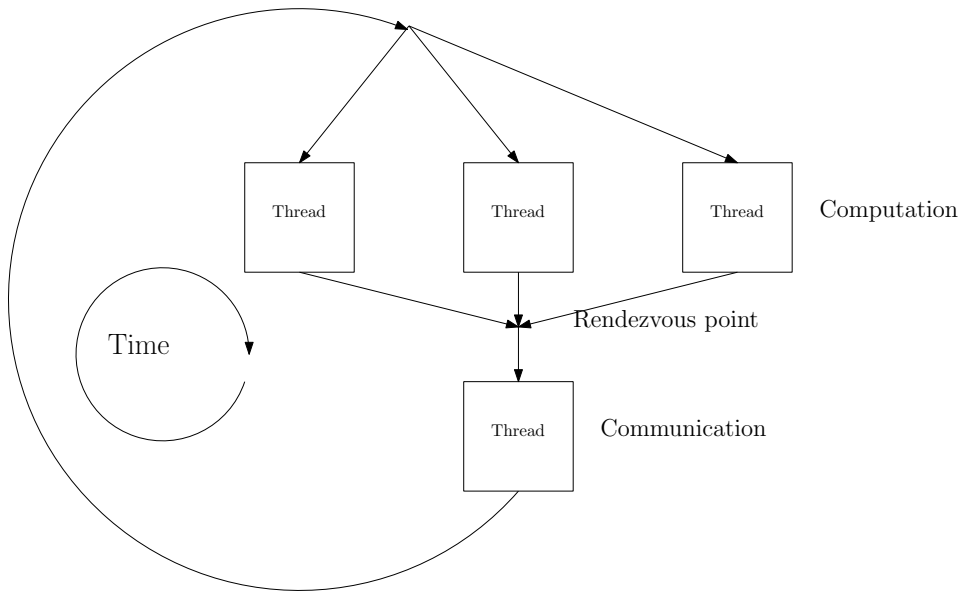 Thread
Thread
Thread
Computation
Rendezvous point
Time
Thread
Communication